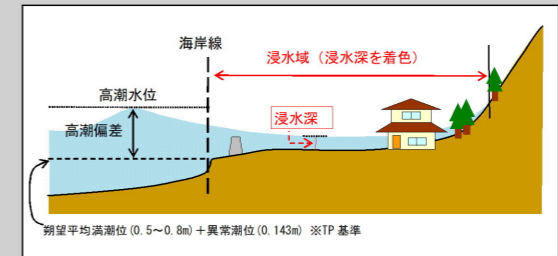 海岸線
浸水域（浸水深を着色）
高潮水位
高潮偏差
浸水深
朔望平均満潮位(0.5～0.8m)＋異常潮位(0.143m) ※TP 基準